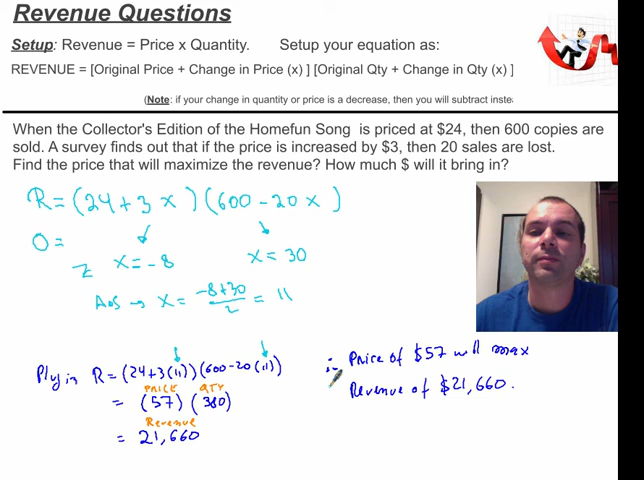 Revenue Questions
Setup: Revenue = Price x Quantity. Setup your equation as:
REVENUE = [Original Price + Change in Price (x) ] [Original Qty + Change in Qty (x) ]
(Note: if your change in quantity or price is a decrease, then you will subtract inste
When the Collector's Edition of the Homefun Song is priced at $24, then 600 copies are
sold. A survey finds out that if the price is increased by $3, then 20 sales are lost.
Find the price that will maximize the revenue? How much $ will it bring in?
R = (24 + 3 x) (600 - 20 x)
0 =
x = -8 x = 30
AoS → x = -8+30/2 = 11
Plug in R = (24+3(11)) (600-20(11))
PRICE QTY
= (57) (380)
Revenue
= 21,660
∴ Price of $57 will max
Revenue of $21,660.